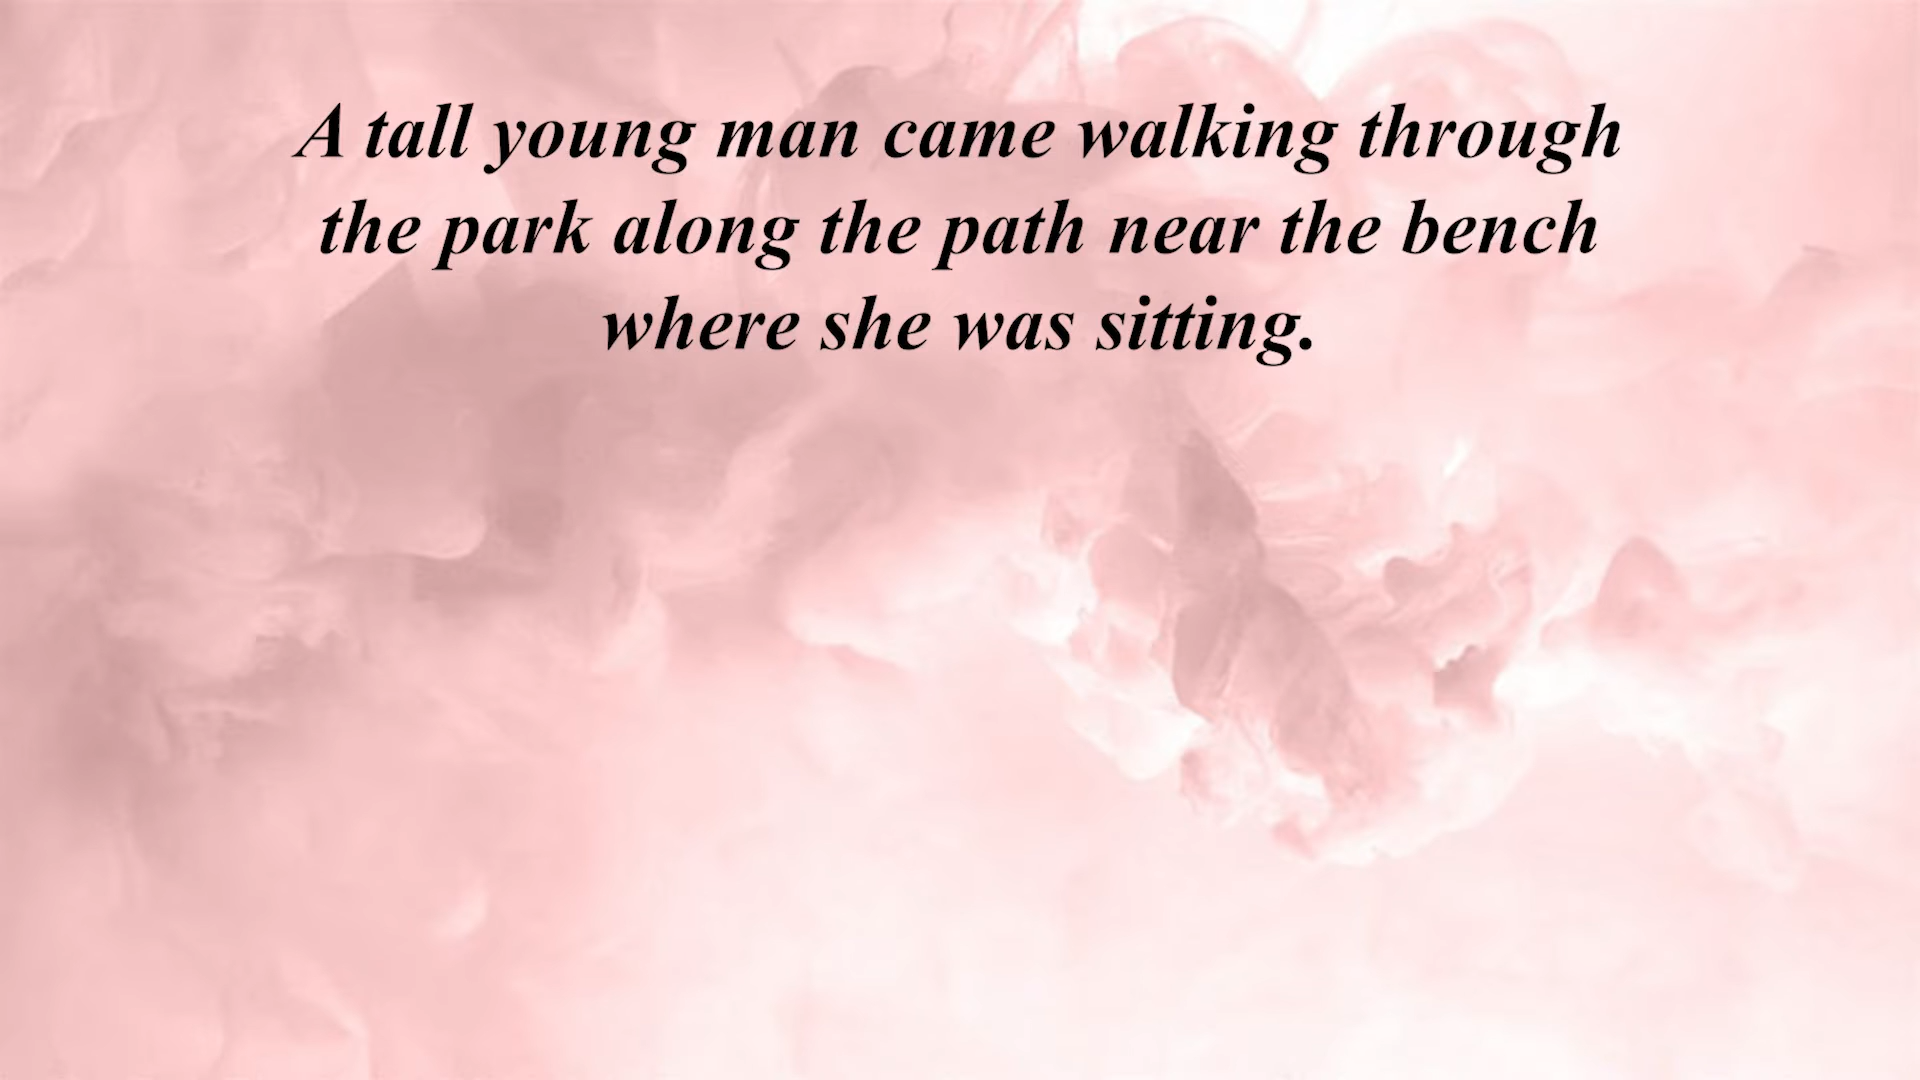 A tall young man came walking through
the park along the path near the bench
where she was sitting.